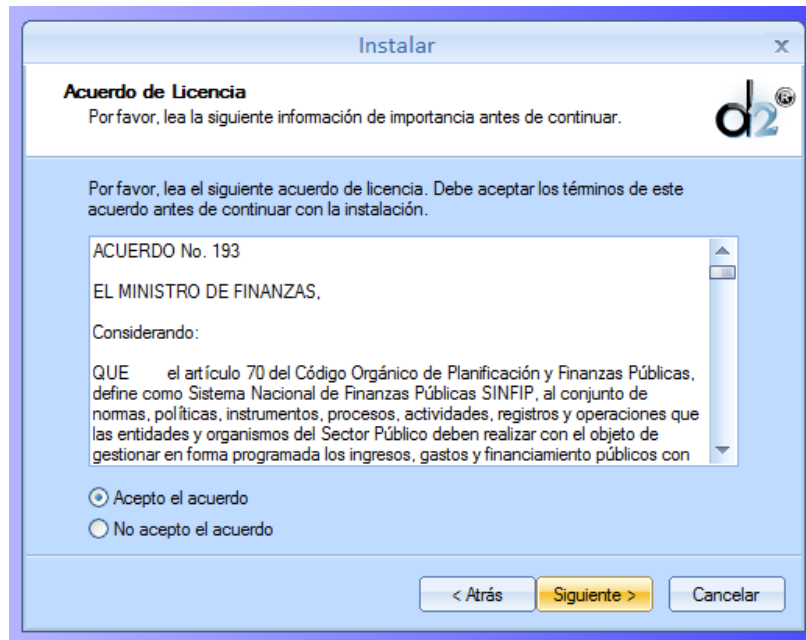 Instalar
x
Acuerdo de Licencia
Por favor, lea la siguiente información de importancia antes de continuar.
d2®
Por favor, lea el siguiente acuerdo de licencia. Debe aceptar los términos de este
acuerdo antes de continuar con la instalación.
ACUERDO No. 193
EL MINISTRO DE FINANZAS,
Considerando:
QUE el artículo 70 del Código Orgánico de Planificación y Finanzas Públicas,
define como Sistema Nacional de Finanzas Públicas SINFIP, al conjunto de
normas, políticas, instrumentos, procesos, actividades, registros y operaciones que
las entidades y organismos del Sector Público deben realizar con el objeto de
gestionar en forma programada los ingresos, gastos y financiamiento públicos con
Acepto el acuerdo
No acepto el acuerdo
< Atrás Siguiente > Cancelar